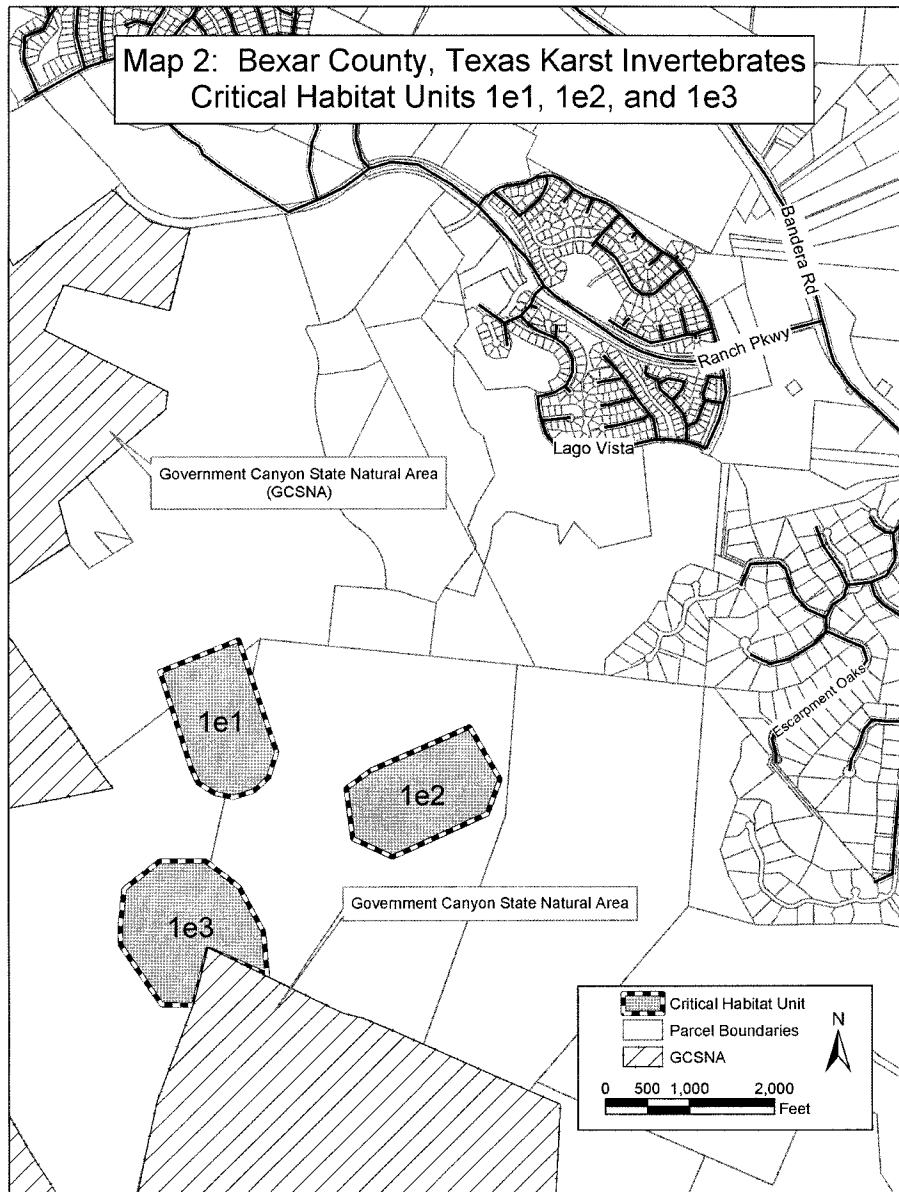 Map 2: Bexar County, Texas Karst Invertebrates
Critical Habitat Units 1e1, 1e2, and 1e3
Bandera Rd
Ranch Pkwy
Lago Vista
Government Canyon State Natural Area
(GCSNA)
Escarpment Oaks
1e1
1e2
1e3
Government Canyon State Natural Area
Critical Habitat Unit
Parcel Boundaries
GCSNA
N
0 500 1,000 2,000
Feet